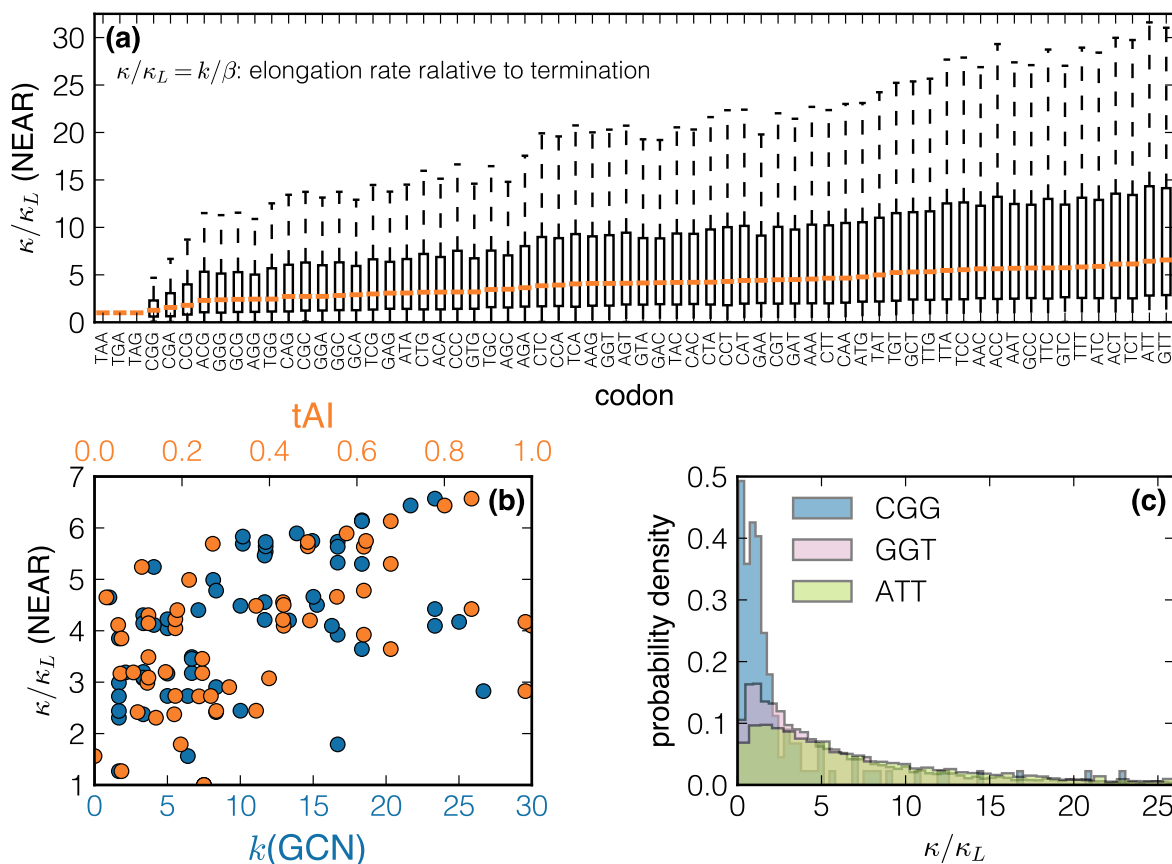 (a)
κ/κ_L = k/β: elongation rate ralative to termination
κ/κ_L (NEAR)
30
25
20
15
10
5
0
TAA TGA TAG CGG CGA CCG ACG GGG GCG AGG TGG CAG CGC GGA GGC GCA TCG GAG ATA CTG ACA CCC GTG TGC AGC AGA CTC CCA TCA AAG GGT AGT GTA GAC TAC CAC CTA CCT CAT GAA CGT GAT AAA CTT CAA ATG TAT TGT GCT TTG TTA TCC AAC ACC AAT GCC TTC GTC TTT ATC ACT TCT ATT GTT
codon
tAI
0.0 0.2 0.4 0.6 0.8 1.0
(b)
κ/κ_L (NEAR)
7
6
5
4
3
2
1
0 5 10 15 20 25 30
k(GCN)
(c)
probability density
0.5
0.4
0.3
0.2
0.1
0.0
CGG
GGT
ATT
0 5 10 15 20 25
κ/κ_L